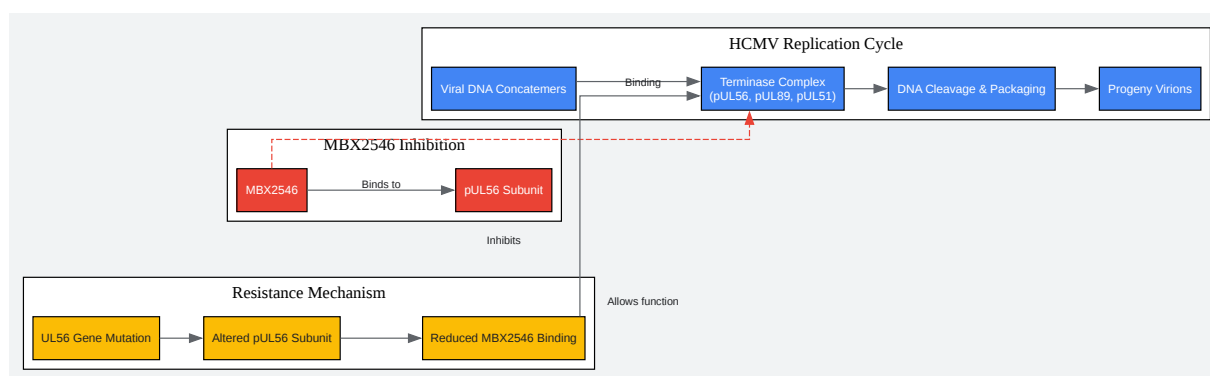 HCMV Replication Cycle
Viral DNA Concatemers
Binding
Terminase Complex
(pUL56, pUL89, pUL51)
DNA Cleavage & Packaging
Progeny Virions
MBX2546 Inhibition
MBX2546
Binds to
pUL56 Subunit
Inhibits
Resistance Mechanism
Allows function
UL56 Gene Mutation
Altered pUL56 Subunit
Reduced MBX2546 Binding